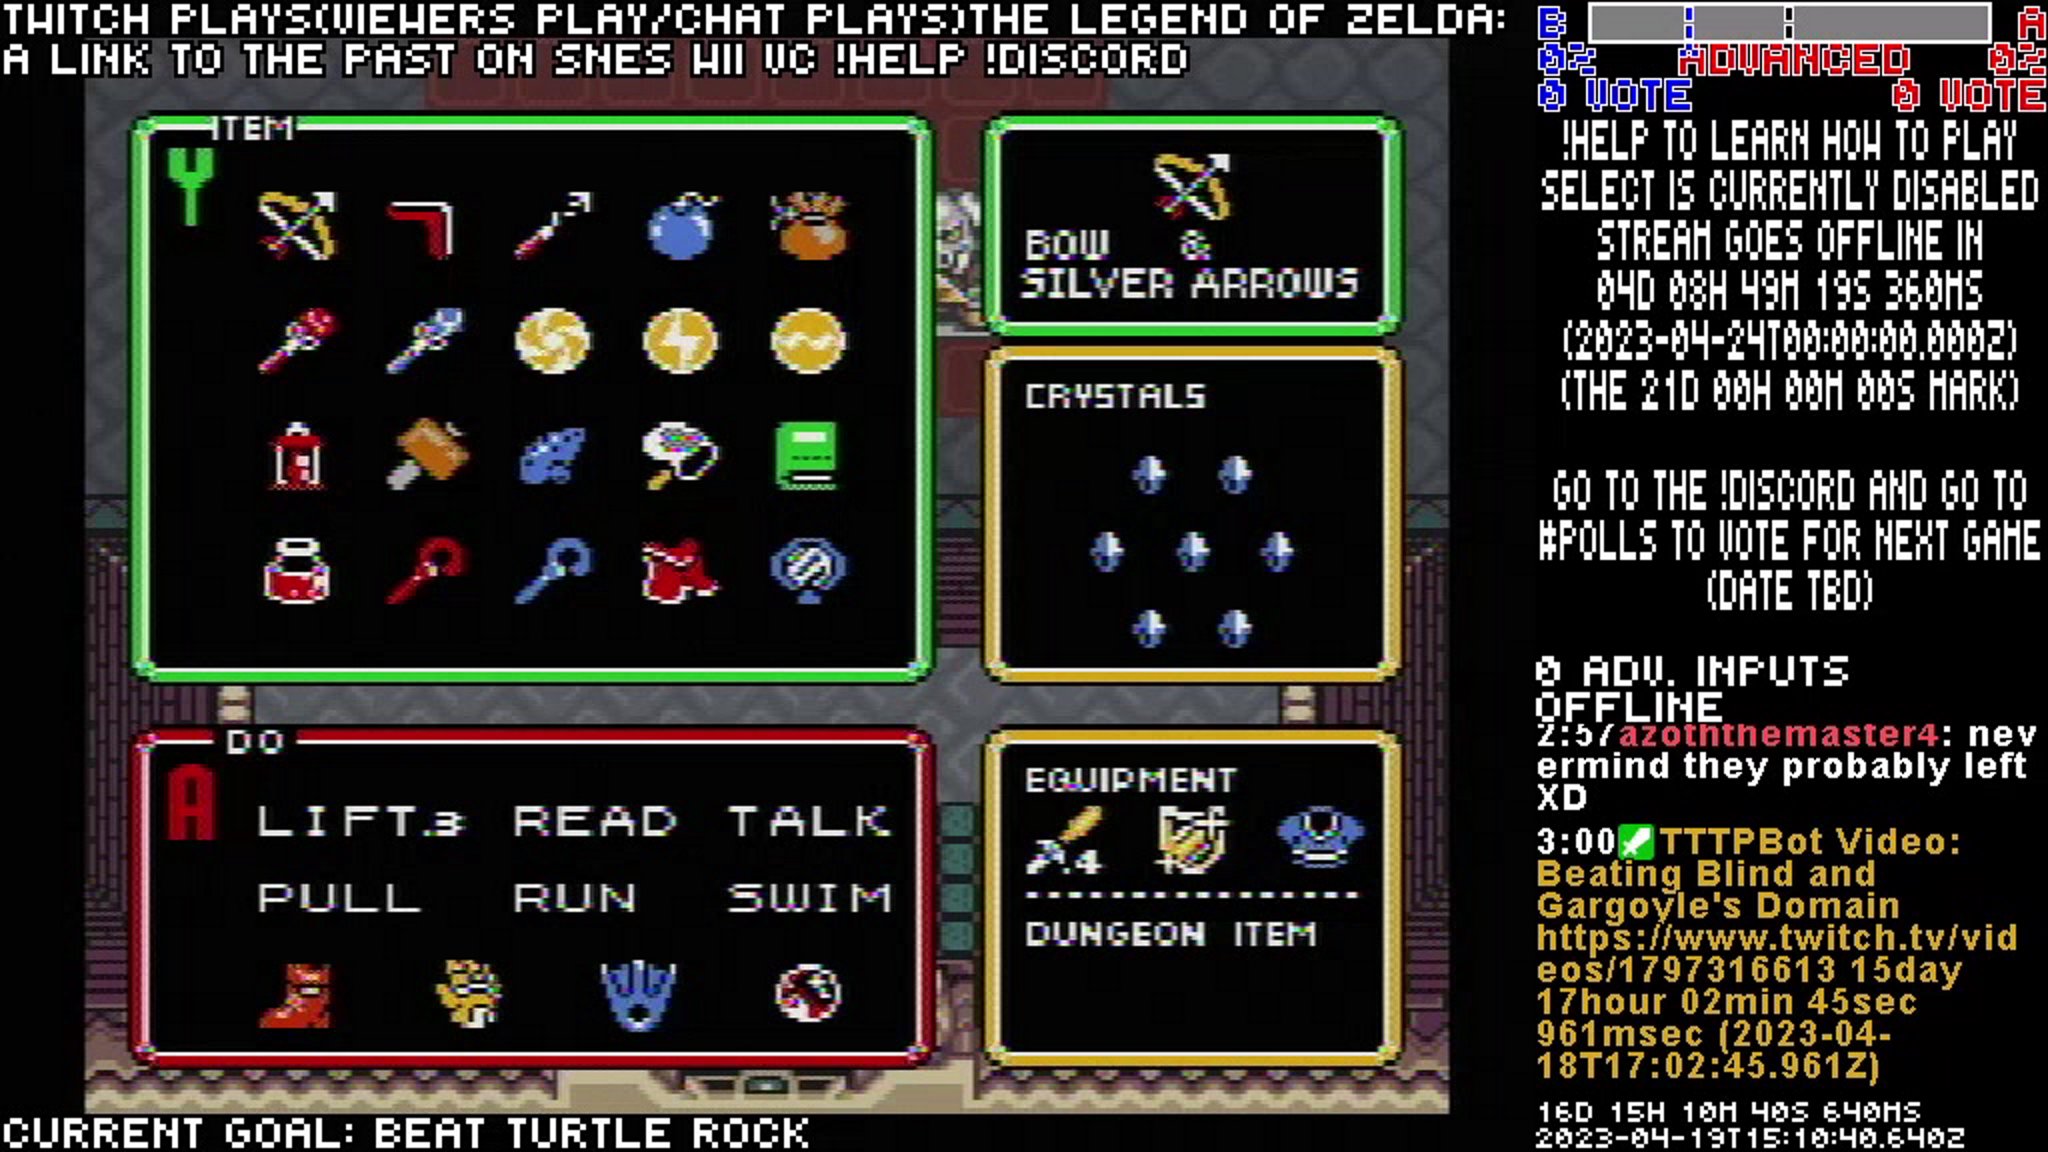 TWITCH PLAYS(VIEWERS PLAY/CHAT PLAYS)THE LEGEND OF ZELDA:
A LINK TO THE PAST ON SNES WII VC !HELP !DISCORD
B A
0% ADVANCED 0%
0 VOTE 0 VOTE
!HELP TO LEARN HOW TO PLAY
SELECT IS CURRENTLY DISABLED
STREAM GOES OFFLINE IN
04D 08H 49M 19S 360MS
(2023-04-24T00:00:00.000Z)
(THE 21D 00H 00M 00S MARK)
GO TO THE !DISCORD AND GO TO
#POLLS TO VOTE FOR NEXT GAME
(DATE TBD)
0 ADV. INPUTS
OFFLINE
2:57 azoththemaster4: nev
ermind they probably left
XD
3:00 TTTPBot Video:
Beating Blind and
Gargoyle's Domain
https://www.twitch.tv/vid
eos/1797316613 15day
17hour 02min 45sec
961msec (2023-04-
18T17:02:45.961Z)
16D 15H 10M 40S 640MS
2023-04-19T15:10:40.640Z
ITEM
Y
BOW &
SILVER ARROWS
CRYSTALS
DO
A
LIFT.3 READ TALK
PULL RUN SWIM
EQUIPMENT
.4
DUNGEON ITEM
CURRENT GOAL: BEAT TURTLE ROCK